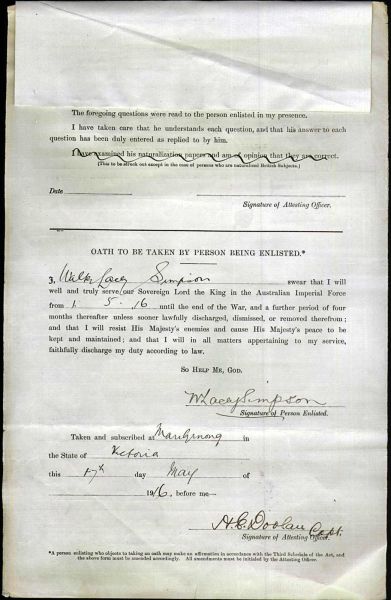 The foregoing questions were read to the person enlisted in my presence.
I have taken care that he understands each question, and that his answer to each
question has been duly entered as replied to by him.
I have examined his naturalization papers and am of opinion that they are correct.
(This to be struck out except in the case of persons who are naturalized British Subjects.)
Date
Signature of Attesting Officer.
OATH TO BE TAKEN BY PERSON BEING ENLISTED.*
I, Walter Lacey Simpson swear that I will
well and truly serve our Sovereign Lord the King in the Australian Imperial Force
from 1. 5. 16 until the end of the War, and a further period of four
months thereafter unless sooner lawfully discharged, dismissed, or removed therefrom;
and that I will resist His Majesty's enemies and cause His Majesty's peace to
be kept and maintained; and that I will in all matters appertaining to my service,
faithfully discharge my duty according to law.
SO HELP ME, GOD.
W Lacey Simpson
Signature of Person Enlisted.
Taken and subscribed at Maribyrnong in
the State of Victoria
this 17th day May of
1916, before me—
Capt.
Signature of Attesting Officer.
*A person enlisting who objects to taking an oath may make an affirmation in accordance with the Third Schedule of the Act, and
the above form must be amended accordingly. All amendments must be initialed by the Attesting Officer.